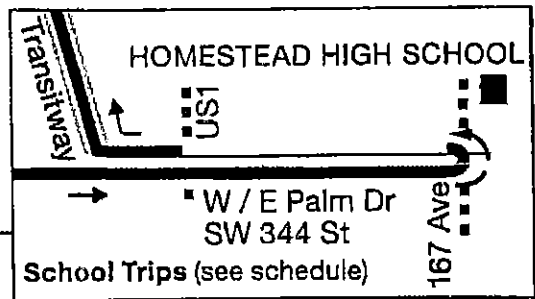 Transitway
HOMESTEAD HIGH SCHOOL
US1
W / E Palm Dr
SW 344 St
167 Ave
School Trips (see schedule)